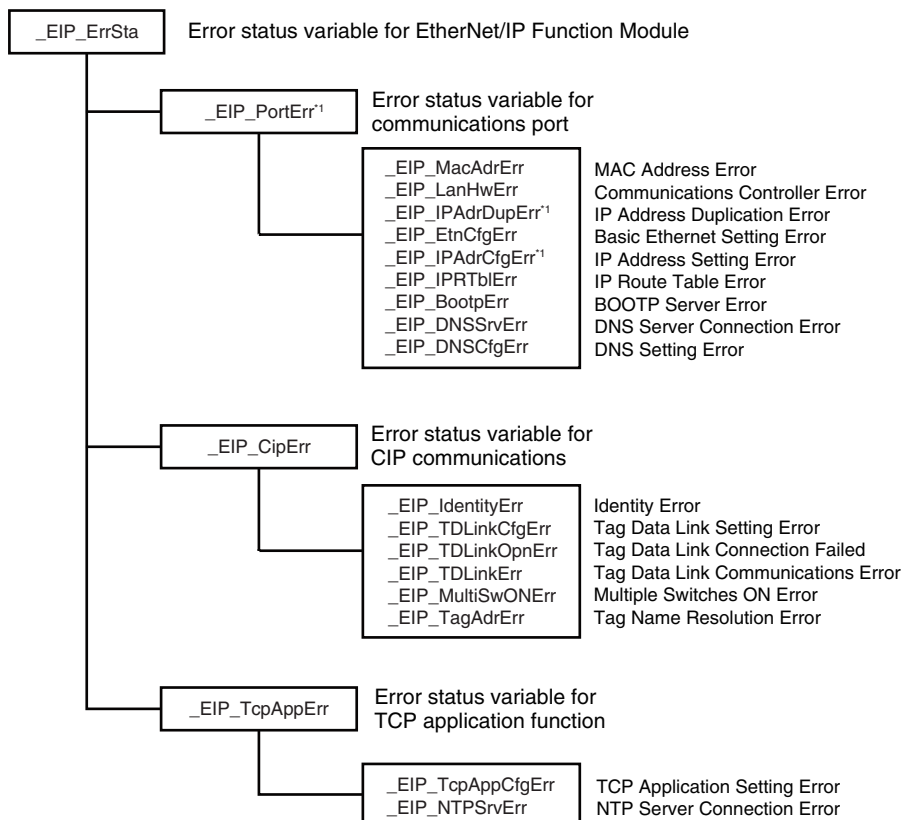 _EIP_ErrSta Error status variable for EtherNet/IP Function Module
_EIP_PortErr*1 Error status variable for
communications port
_EIP_MacAdrErr MAC Address Error
_EIP_LanHwErr Communications Controller Error
_EIP_IPAdrDupErr*1 IP Address Duplication Error
_EIP_EtnCfgErr Basic Ethernet Setting Error
_EIP_IPAdrCfgErr*1 IP Address Setting Error
_EIP_IPRTblErr IP Route Table Error
_EIP_BootpErr BOOTP Server Error
_EIP_DNSSrvErr DNS Server Connection Error
_EIP_DNSCfgErr DNS Setting Error
_EIP_CipErr Error status variable for
CIP communications
_EIP_IdentityErr Identity Error
_EIP_TDLinkCfgErr Tag Data Link Setting Error
_EIP_TDLinkOpnErr Tag Data Link Connection Failed
_EIP_TDLinkErr Tag Data Link Communications Error
_EIP_MultiSwONErr Multiple Switches ON Error
_EIP_TagAdrErr Tag Name Resolution Error
_EIP_TcpAppErr Error status variable for
TCP application function
_EIP_TcpAppCfgErr TCP Application Setting Error
_EIP_NTPSrvErr NTP Server Connection Error